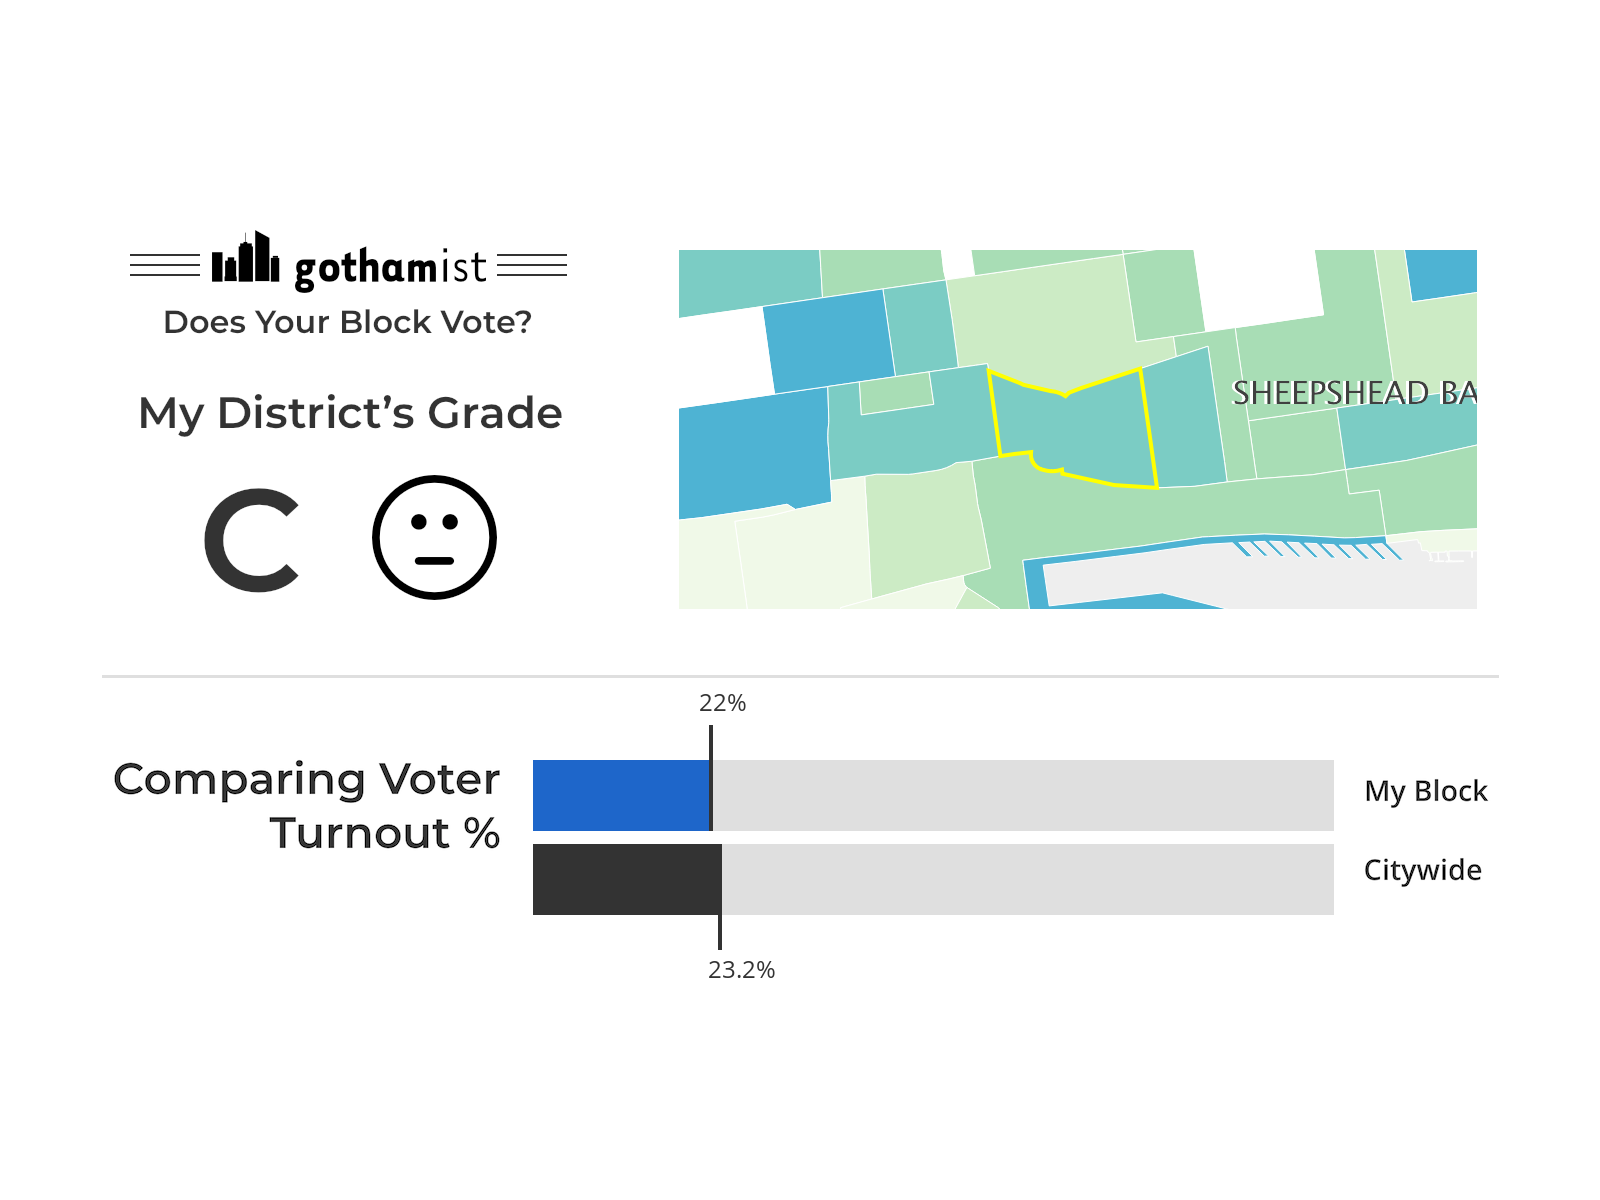 gothamist
Does Your Block Vote?
My District’s Grade
C
SHEEPSHEAD BA
22%
Comparing Voter
Turnout %
My Block
Citywide
23.2%